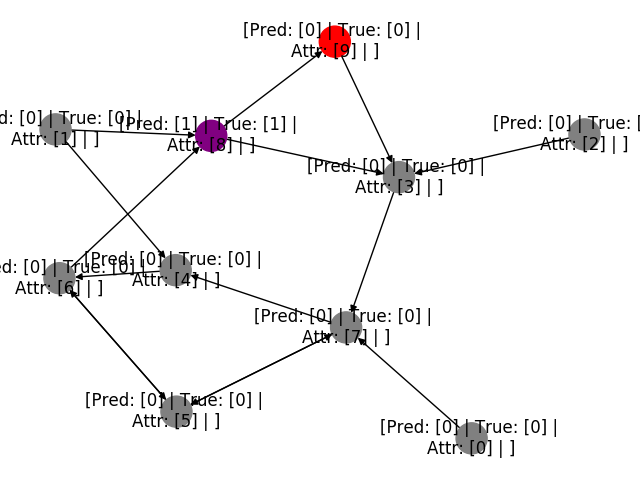 [Pred: [0] | True: [0] |
Attr: [9] | ]
d: [0] | True: [0] |
Attr: [1] | ]
[Pred: [1] | True: [1] |
Attr: [8] | ]
[Pred: [0] | True: [
Attr: [2] | ]
[Pred: [0] | True: [0] |
Attr: [3] | ]
ed: [0] | True: [0] |
Attr: [6] | ]
[Pred: [0] | True: [0] |
Attr: [4] | ]
[Pred: [0] | True: [0] |
Attr: [7] | ]
[Pred: [0] | True: [0] |
Attr: [5] | ]
[Pred: [0] | True: [0] |
Attr: [0] | ]